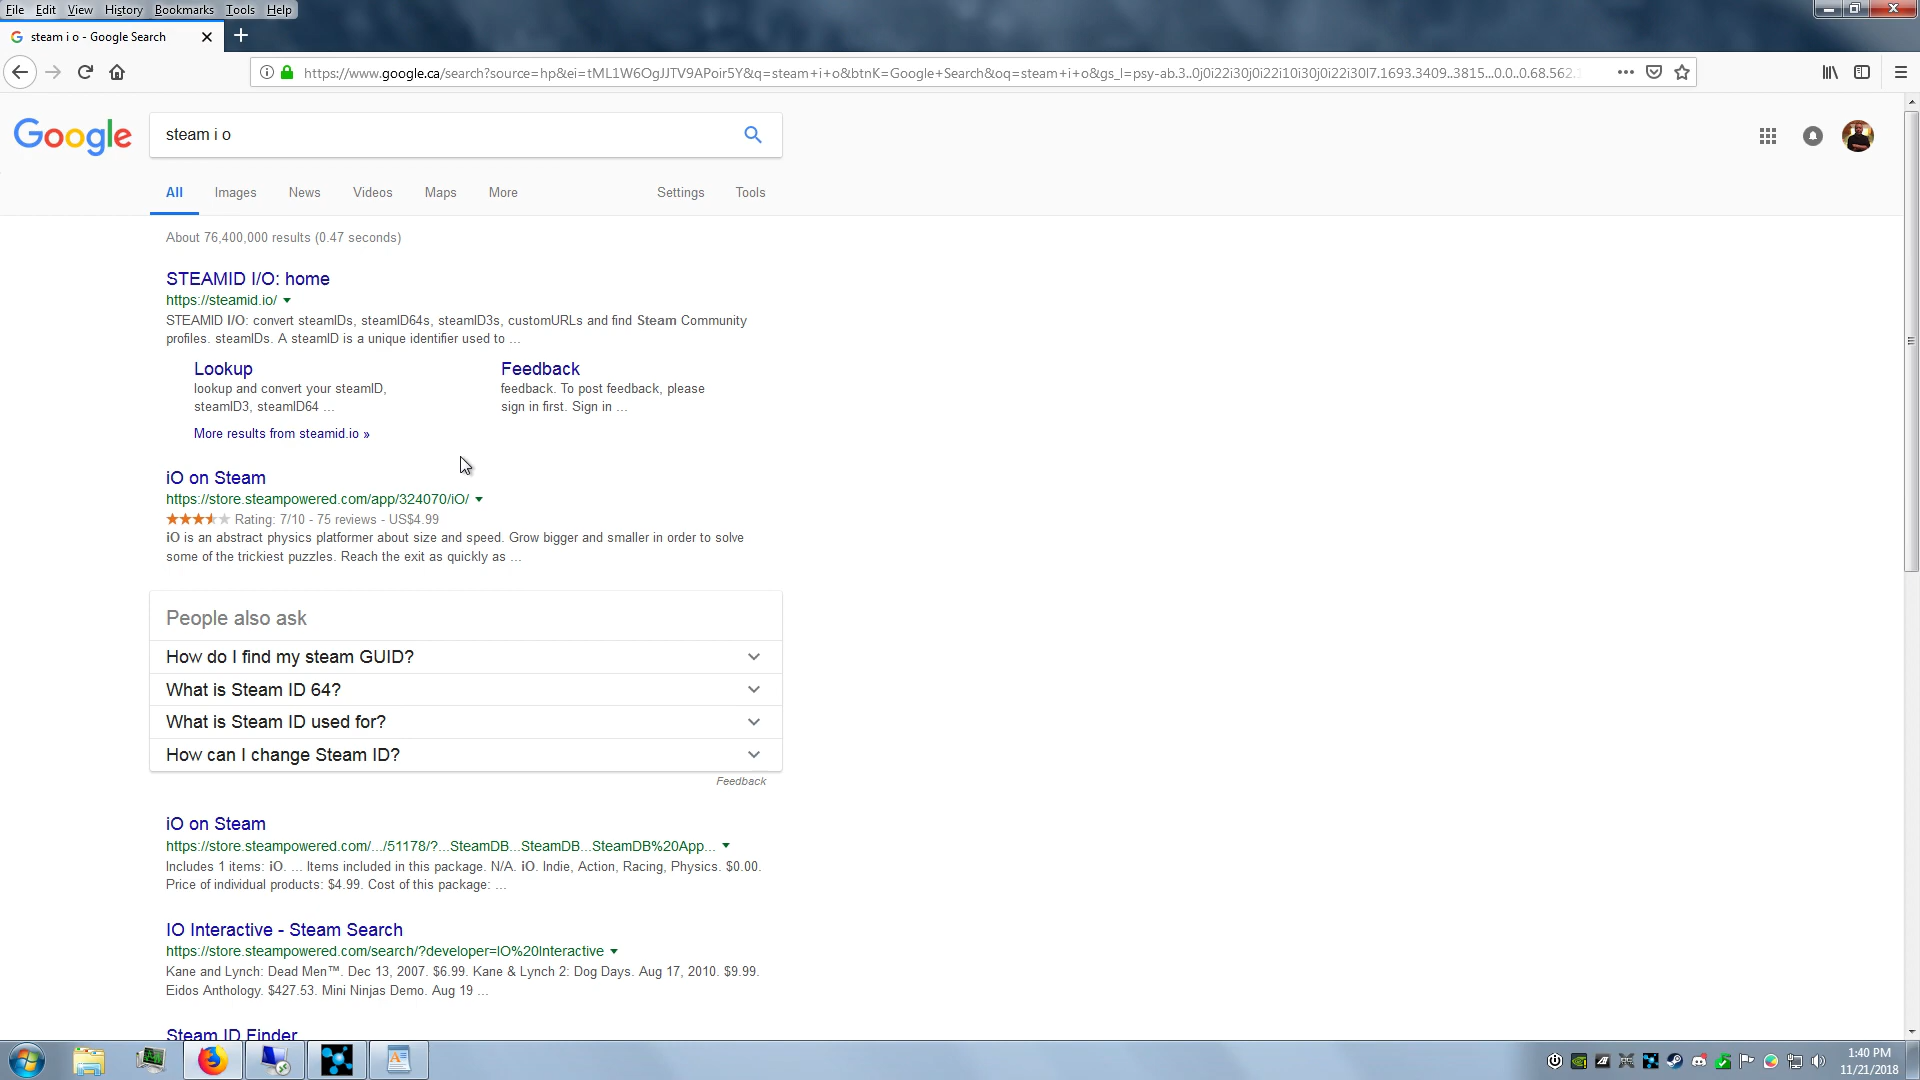 File Edit View History Bookmarks Tools Help
steam i o - Google Search
https://www.google.ca/search?source=hp&ei=tML1W6OgJJTV9APoir5Y&q=steam+i+o&btnK=Google+Search&oq=steam+i+o&gs_l=psy-ab.3..0j0i22i30j0i22i10i30j0i22i30l7.1693.3409..3815...0.0..0.68.562.
Google
steam i o
All Images News Videos Maps More Settings Tools
About 76,400,000 results (0.47 seconds)
STEAMID I/O: home
https://steamid.io/
STEAMID I/O: convert steamIDs, steamID64s, steamID3s, customURLs and find Steam Community
profiles. steamIDs. A steamID is a unique identifier used to ...
Lookup
lookup and convert your steamID,
steamID3, steamID64 ...
Feedback
feedback. To post feedback, please
sign in first. Sign in ...
More results from steamid.io »
iO on Steam
https://store.steampowered.com/app/324070/iO/
Rating: 7/10 - 75 reviews - US$4.99
iO is an abstract physics platformer about size and speed. Grow bigger and smaller in order to solve
some of the trickiest puzzles. Reach the exit as quickly as ...
People also ask
How do I find my steam GUID?
What is Steam ID 64?
What is Steam ID used for?
How can I change Steam ID?
Feedback
iO on Steam
https://store.steampowered.com/.../51178/?...SteamDB...SteamDB...SteamDB%20App...
Includes 1 items: iO. ... Items included in this package. N/A. iO. Indie, Action, Racing, Physics. $0.00.
Price of individual products: $4.99. Cost of this package: ...
IO Interactive - Steam Search
https://store.steampowered.com/search/?developer=IO%20Interactive
Kane and Lynch: Dead Men™. Dec 13, 2007. $6.99. Kane & Lynch 2: Dog Days. Aug 17, 2010. $9.99.
Eidos Anthology. $427.53. Mini Ninjas Demo. Aug 19 ...
Steam ID Finder
1:40 PM
11/21/2018